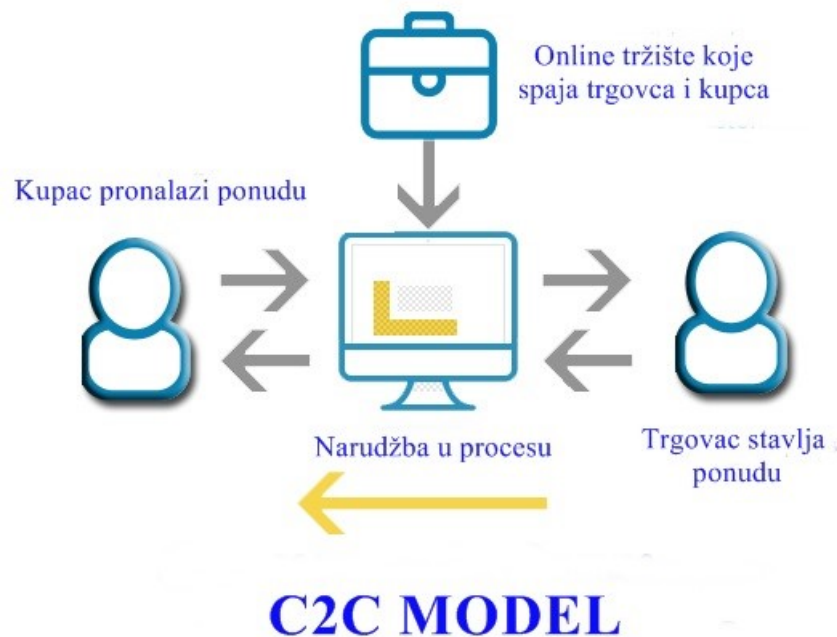 Online tržište koje
spaja trgovca i kupca
Kupac pronalazi ponudu
Narudžba u procesu
Trgovac stavlja
ponudu
C2C MODEL